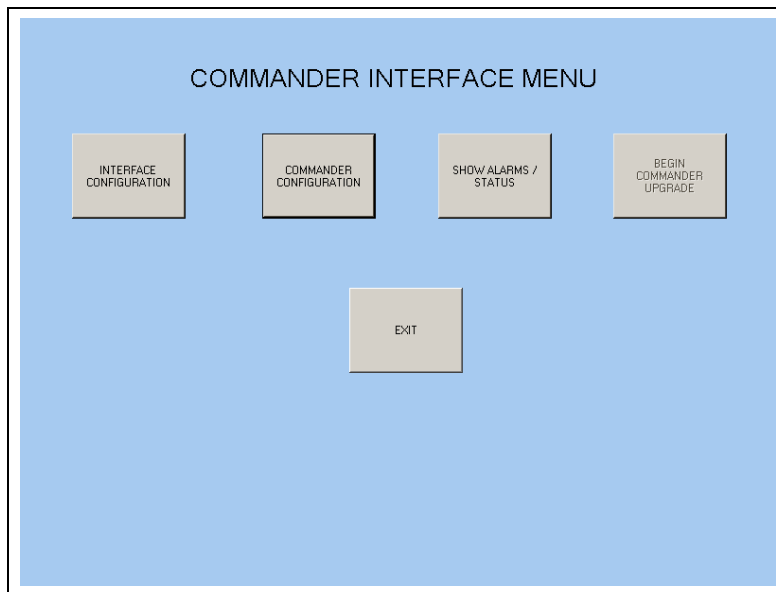 COMMANDER INTERFACE MENU
INTERFACE
CONFIGURATION
COMMANDER
CONFIGURATION
SHOW ALARMS /
STATUS
BEGIN
COMMANDER
UPGRADE
EXIT